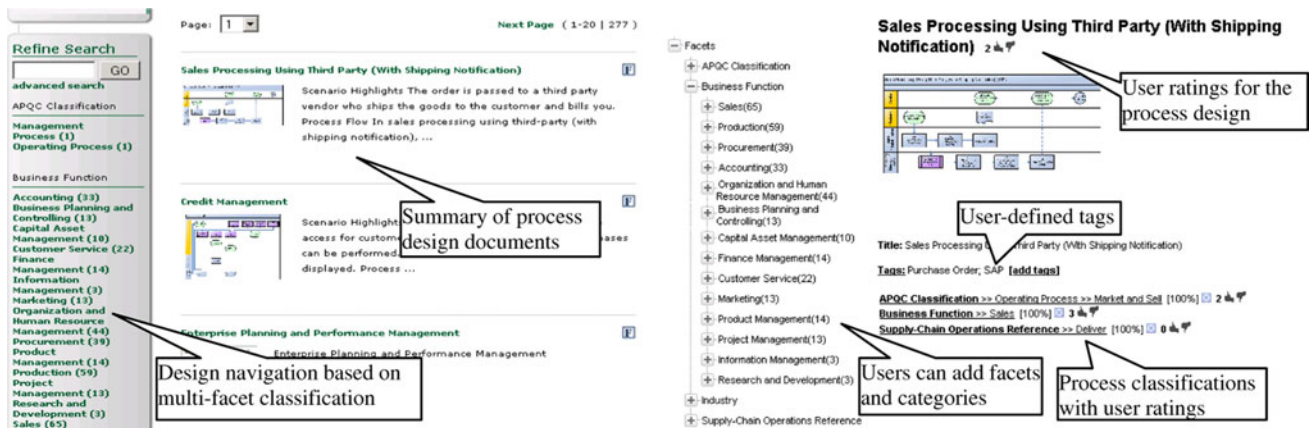 Page: 1
Next Page ( 1-20 | 277 )
Refine Search
GO
advanced search
APQC Classification
Management
Process (1)
Operating Process (1)
Business Function
Accounting (33)
Business Planning and
Controlling (13)
Capital Asset
Management (10)
Customer Service (22)
Finance
Management (14)
Information
Management (3)
Marketing (13)
Organization and
Human Resource
Management (44)
Procurement (39)
Product
Management (14)
Production (59)
Project
Management (13)
Research and
Development (3)
Sales (65)
Sales Processing Using Third Party (With Shipping Notification)
F
Scenario Highlights The order is passed to a third party
vendor who ships the goods to the customer and bills you.
Process Flow In sales processing using third-party (with
shipping notification), ...
Credit Management
F
Scenario Highlights
access for custome
can be performed.
displayed. Process ...
Summary of process
design documents
Enterprise Planning and Performance Management
F
Enterprise Planning and Performance Management
Design navigation based on
multi-facet classification
Facets
APQC Classification
Business Function
Sales(65)
Production(59)
Procurement(39)
Accounting(33)
Organization and Human
Resource Management(44)
Business Planning and
Controlling(13)
Capital Asset Management(10)
Finance Management(14)
Customer Service(22)
Marketing(13)
Product Management(14)
Project Management(13)
Information Management(3)
Research and Development(3)
Industry
Supply-Chain Operations Reference
Sales Processing Using Third Party (With Shipping
Notification) 2
User ratings for the
process design
User-defined tags
Title: Sales Processing Third Party (With Shipping Notification)
Tags: Purchase Order; SAP [add tags]
APQC Classification >> Operating Process >> Market and Sell [100%] 2
Business Function >> Sales [100%] 3
Supply-Chain Operations Reference >> Deliver [100%] 0
Users can add facets
and categories
Process classifications
with user ratings